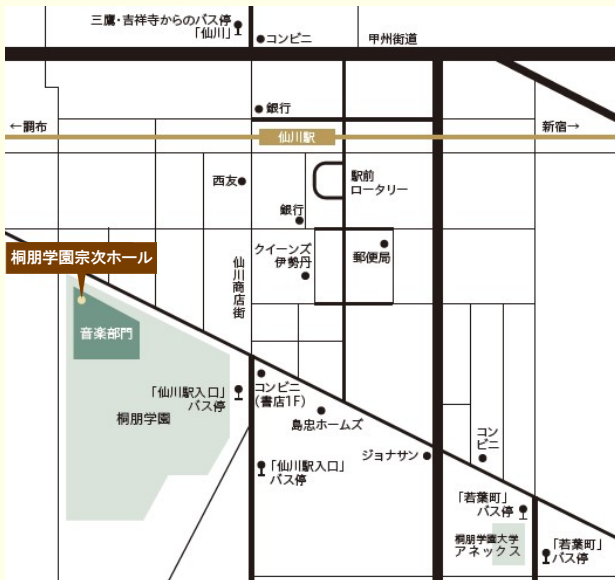 三鷹・吉祥寺からのバス停
「仙川」
コンビニ
甲州街道
銀行
←調布
仙川駅
新宿→
西友
駅前
ロータリー
銀行
クイーンズ
伊勢丹
郵便局
仙川商店街
桐朋学園宗次ホール
音楽部門
「仙川駅入口」
バス停
桐朋学園
コンビニ
(書店1F)
島忠ホームズ
ジョナサン
コン
ビニ
「仙川駅入口」
バス停
「若葉町」
バス停
桐朋学園大学
アネックス
「若葉町」
バス停